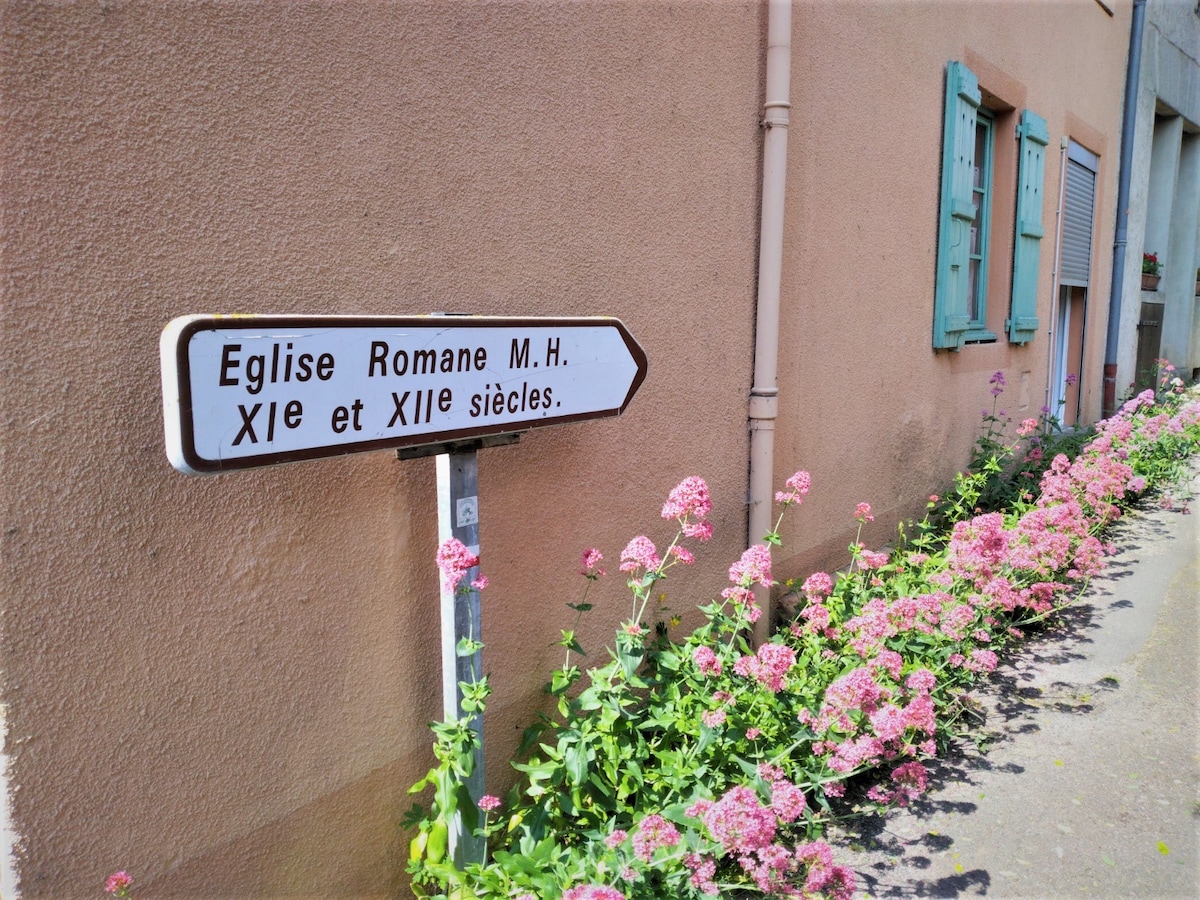 Eglise Romane M.H.
XIe et XIIe siècles.